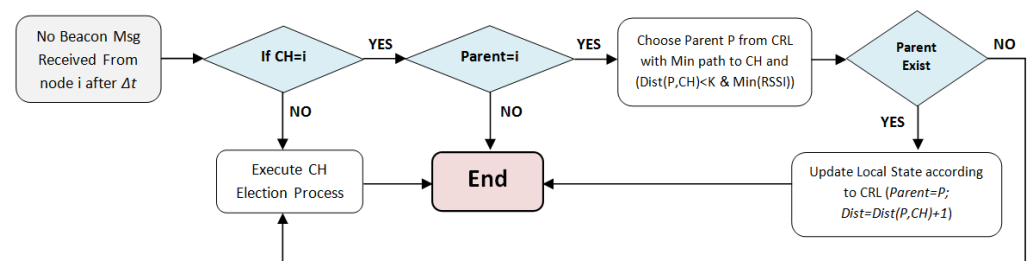 No Beacon Msg
Received From
node i after Δt
If CH=i
YES
Parent=i
YES
Choose Parent P from CRL
with Min path to CH and
(Dist(P,CH)<K & Min(RSSI))
Parent
Exist
NO
NO
NO
YES
Execute CH
Election Process
End
Update Local State according
to CRL (Parent=P;
Dist=Dist(P,CH)+1)